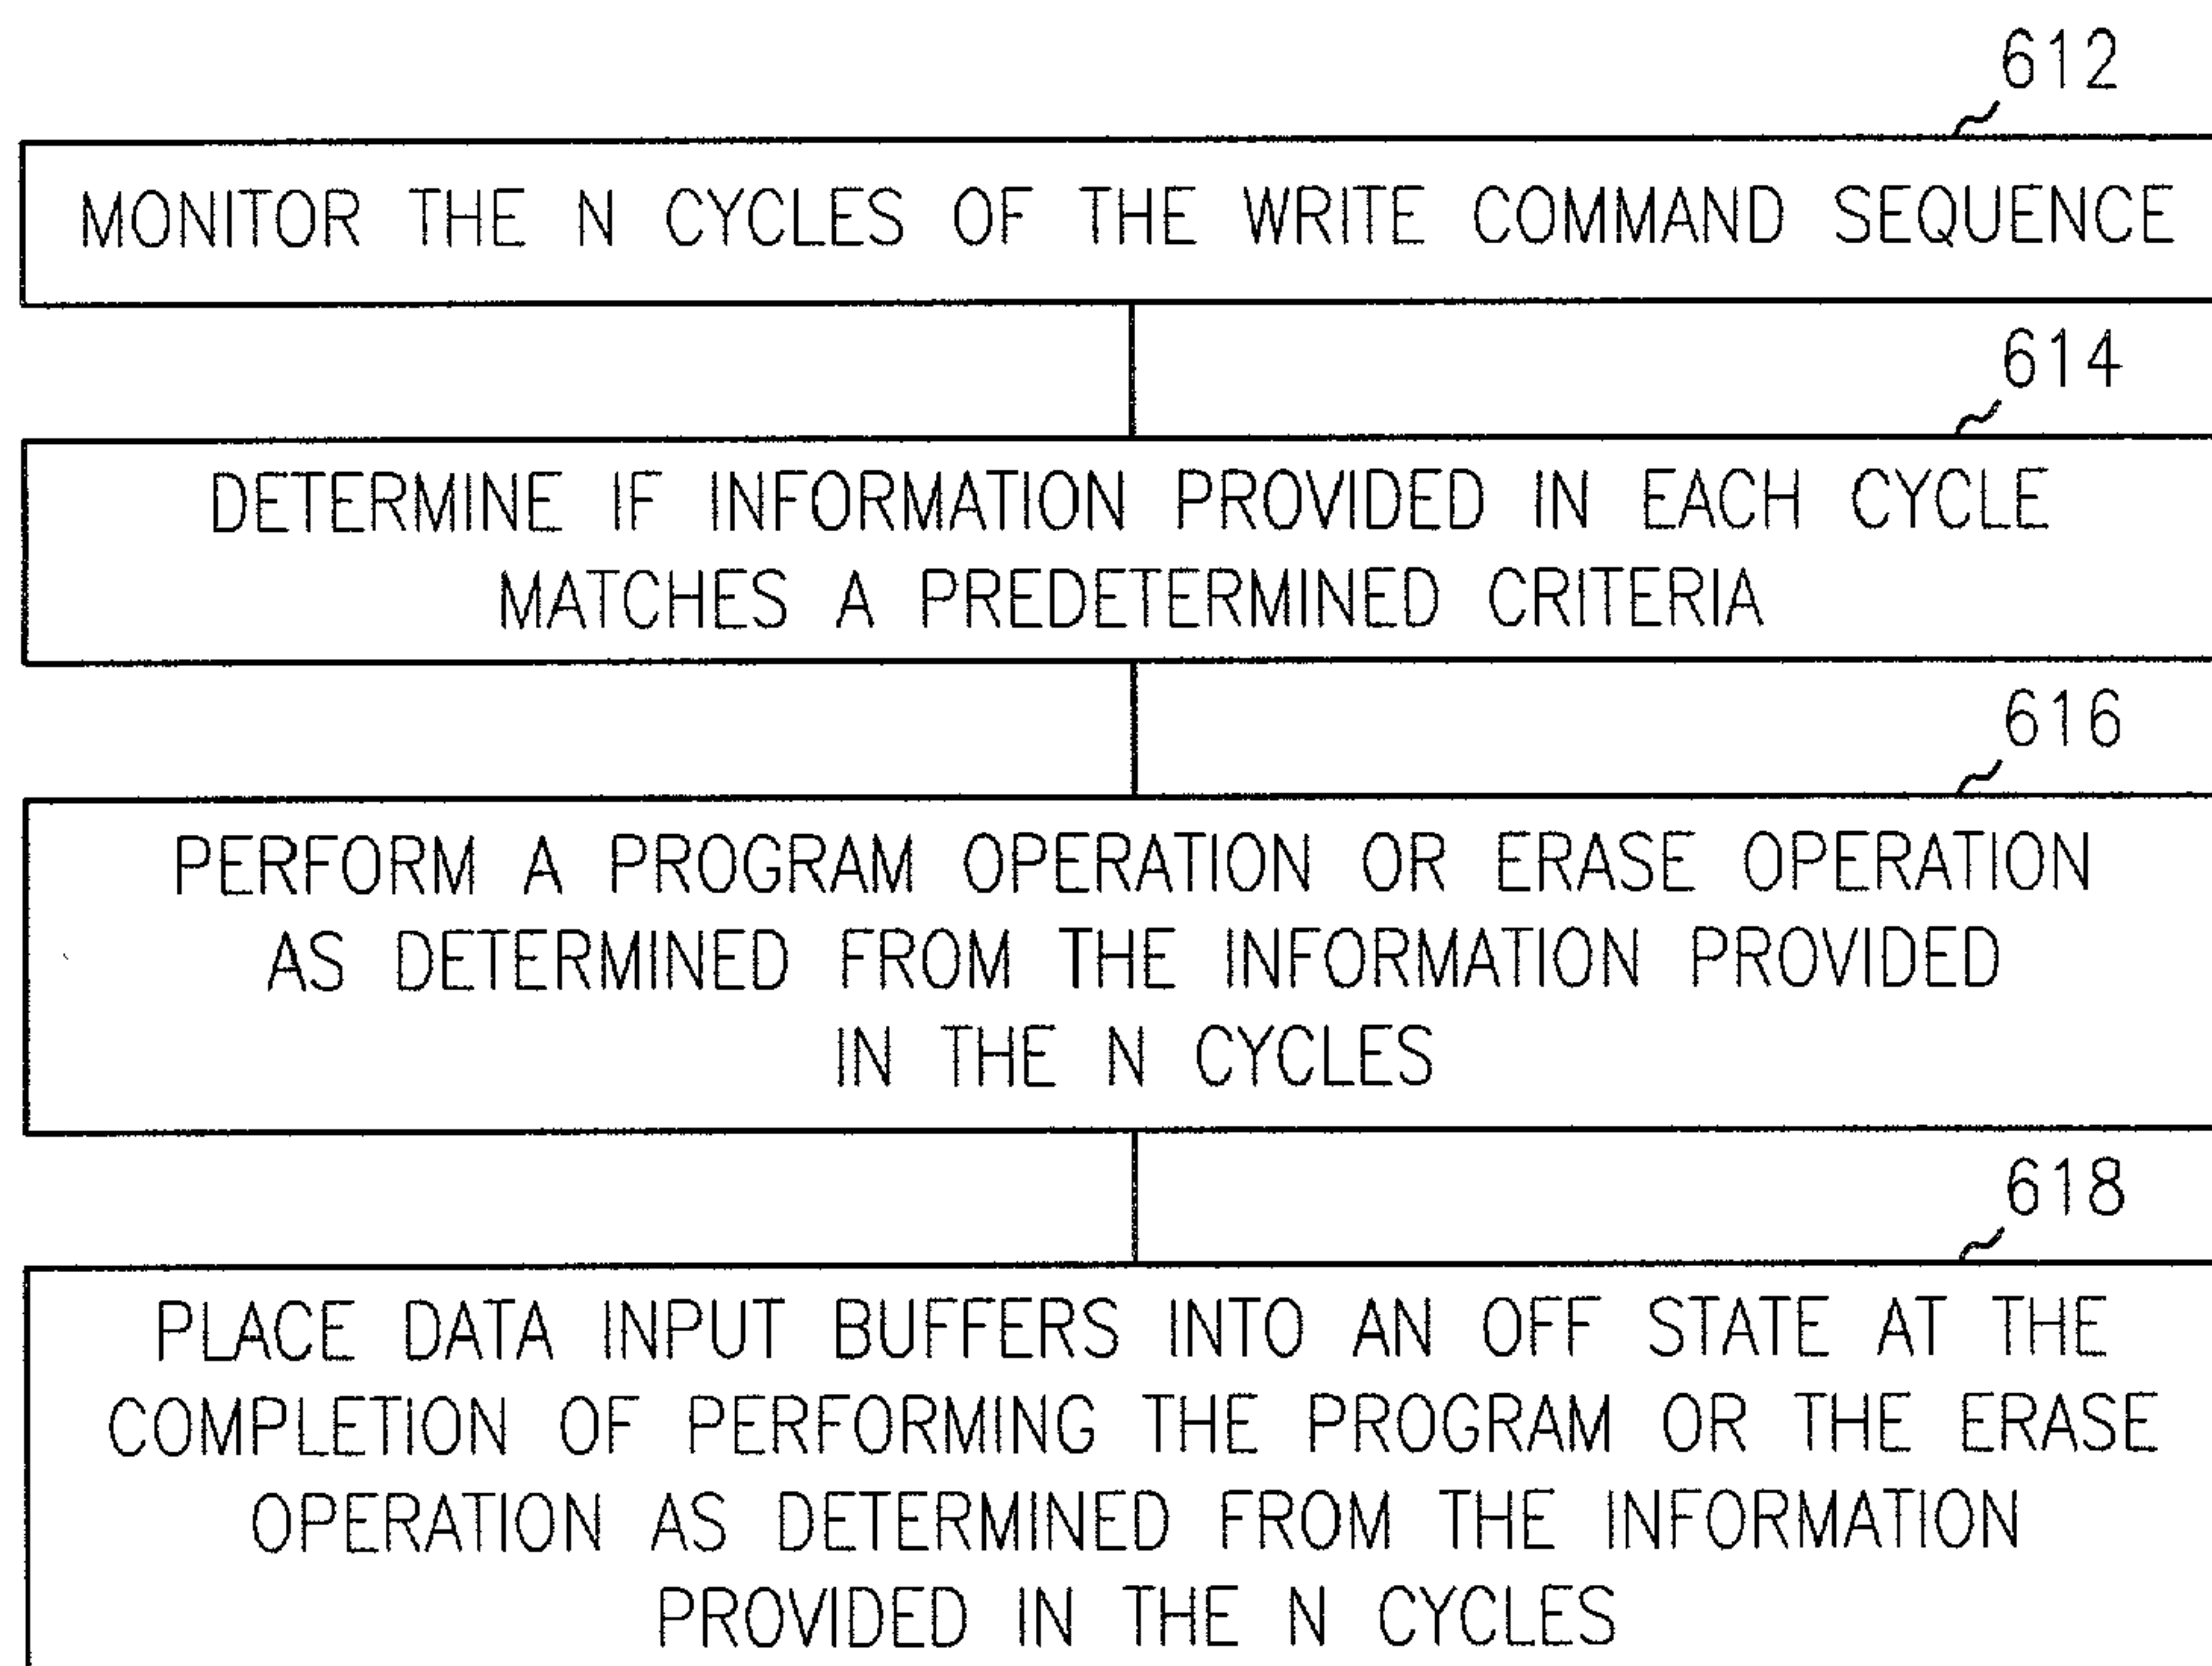 612
MONITOR THE N CYCLES OF THE WRITE COMMAND SEQUENCE
614
DETERMINE IF INFORMATION PROVIDED IN EACH CYCLE
MATCHES A PREDETERMINED CRITERIA
616
PERFORM A PROGRAM OPERATION OR ERASE OPERATION
AS DETERMINED FROM THE INFORMATION PROVIDED
IN THE N CYCLES
618
PLACE DATA INPUT BUFFERS INTO AN OFF STATE AT THE
COMPLETION OF PERFORMING THE PROGRAM OR THE ERASE
OPERATION AS DETERMINED FROM THE INFORMATION
PROVIDED IN THE N CYCLES